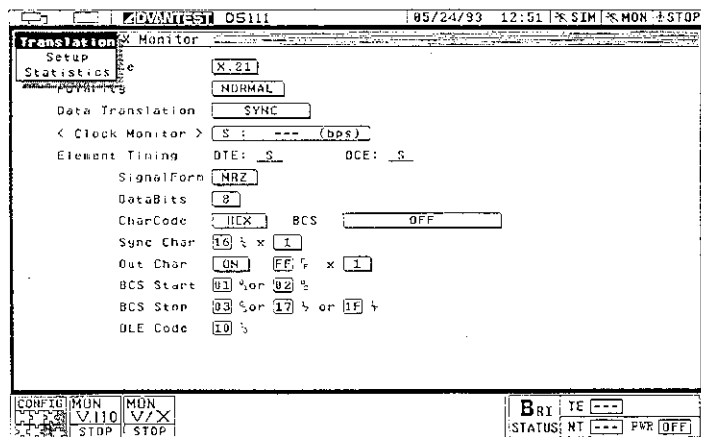 ADVANTEST D5111 05/24/93 12:51 SIM MON STOP
Translation X Monitor
Setup
Statistics e X.21
NORMAL
Data Translation SYNC
< Clock Monitor > S : --- (bps)
Element Timing DTE: S DCE: S
SignalForm NRZ
DataBits 8
CharCode HEX BCS OFF
Sync Char 16 x 1
Out Char ON FF x 1
BCS Start 01 or 02
BCS Stop 03 or 17 or 1F
DLE Code 10
CONFIG MON V.110 STOP MON V/X STOP
BRI STATUS TE --- NT --- PWR OFF